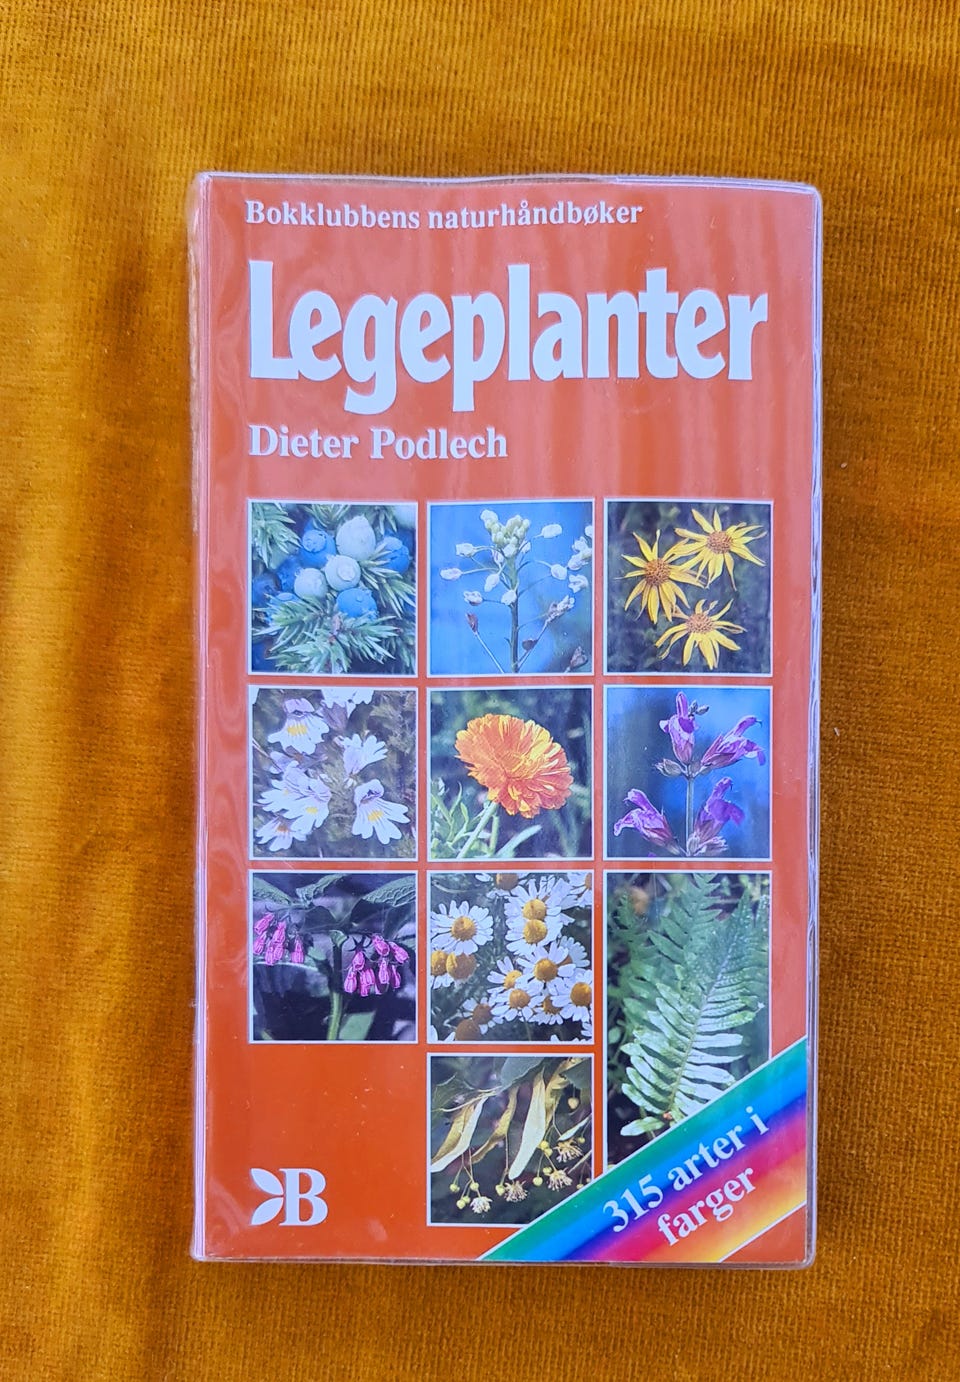 Bokklubbens naturhåndbøker
Legeplanter
Dieter Podlech
315 arter i
farger
B